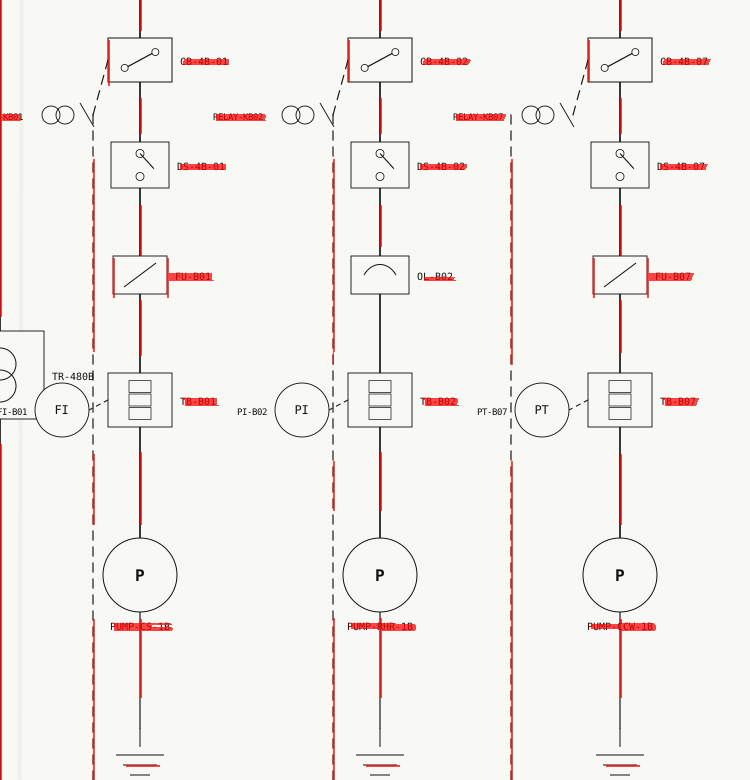 CB-4B-01
CB-4B-02
CB-4B-07
-KB01
RELAY-KB02
RELAY-KB07
DS-4B-01
DS-4B-02
DS-4B-07
FU-B01
OL-B02
FU-B07
TR-480B
TB-B01
TB-B02
TB-B07
FI-B01
FI
PI-B02
PI
PT-B07
PT
P
P
P
PUMP-CS-1B
PUMP-RHR-1B
PUMP-CCW-1B